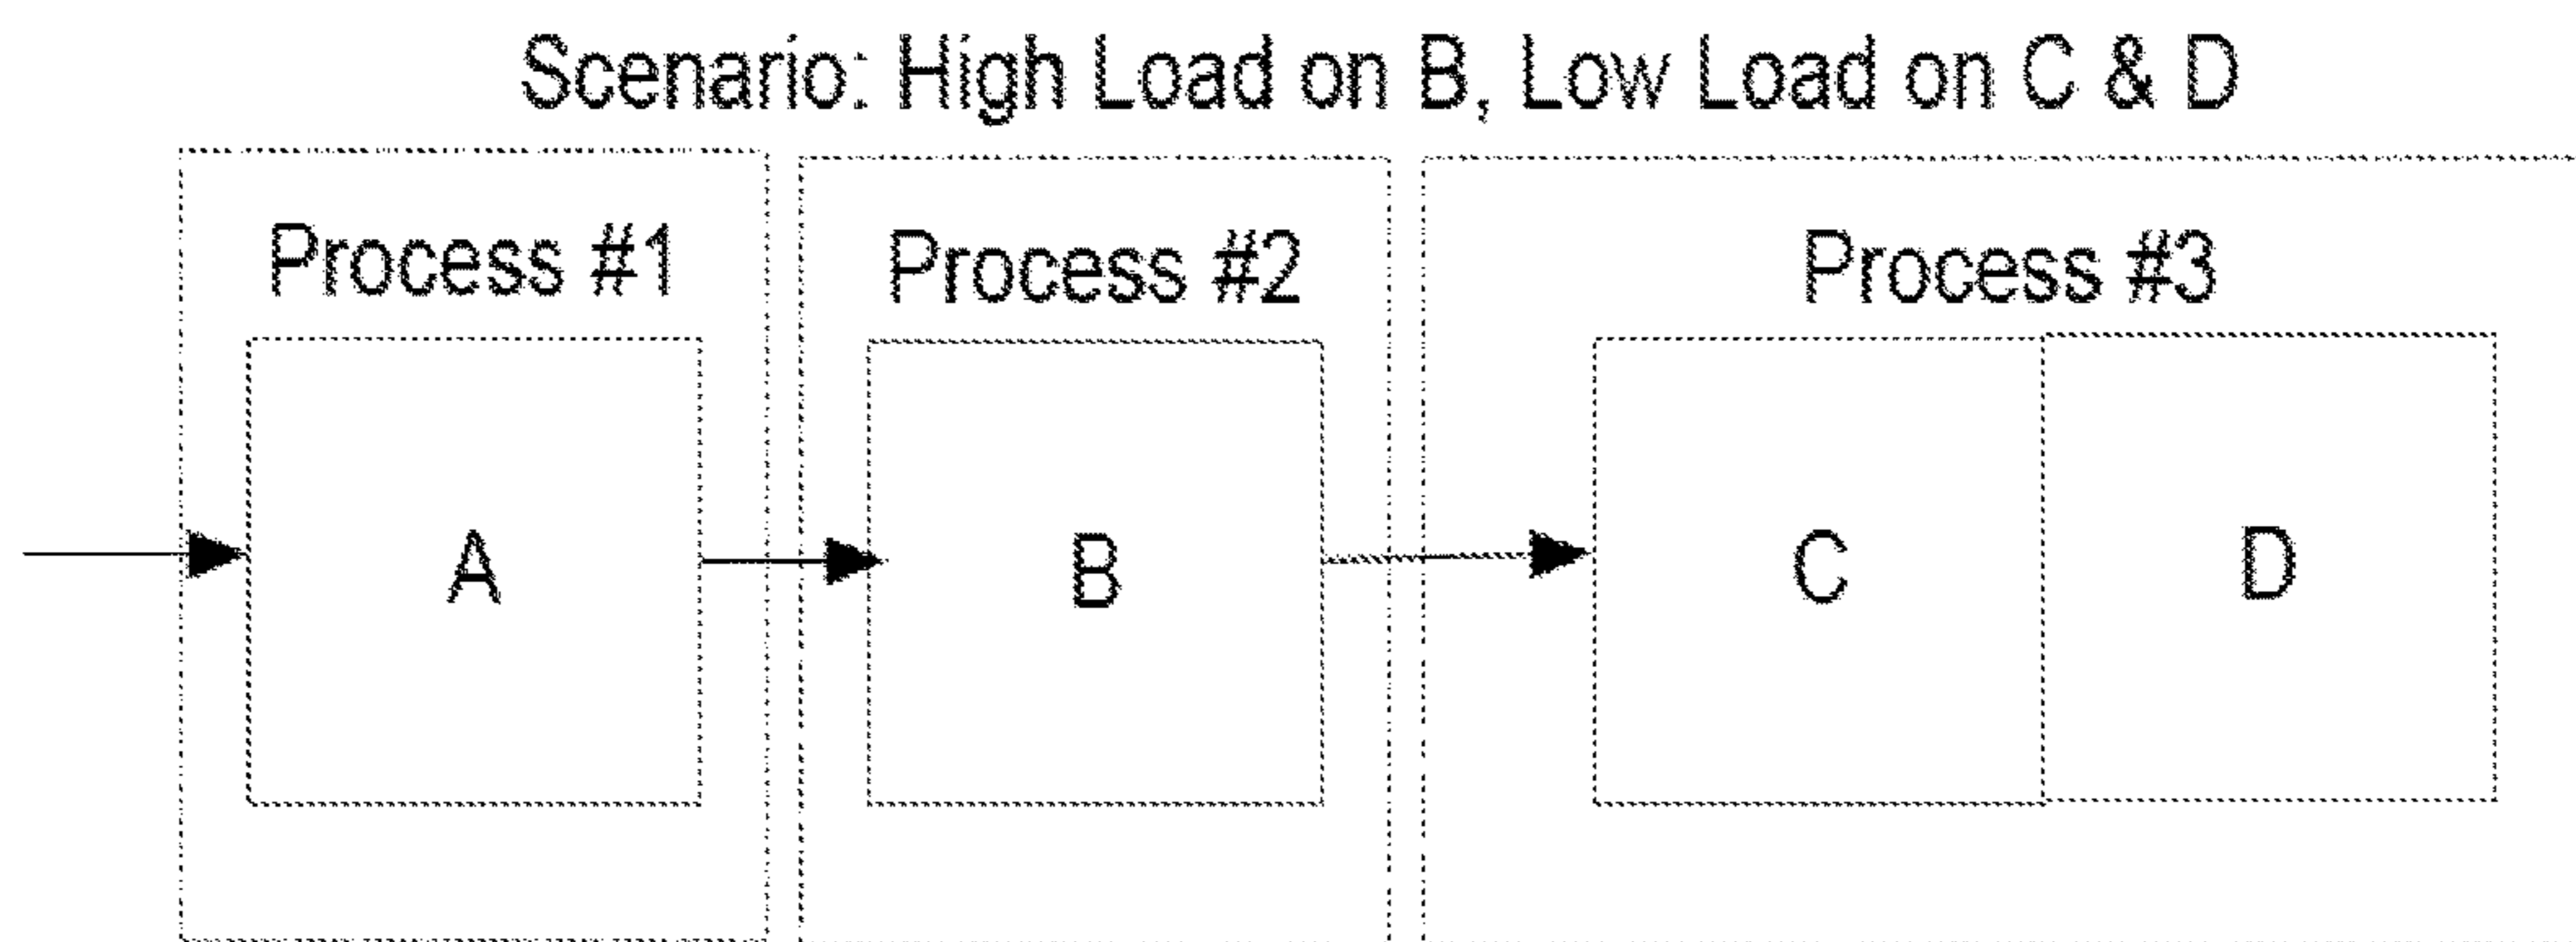 Scenario: High Load on B, Low Load on C & D
Process #1
Process #2
Process #3
A
B
C
D